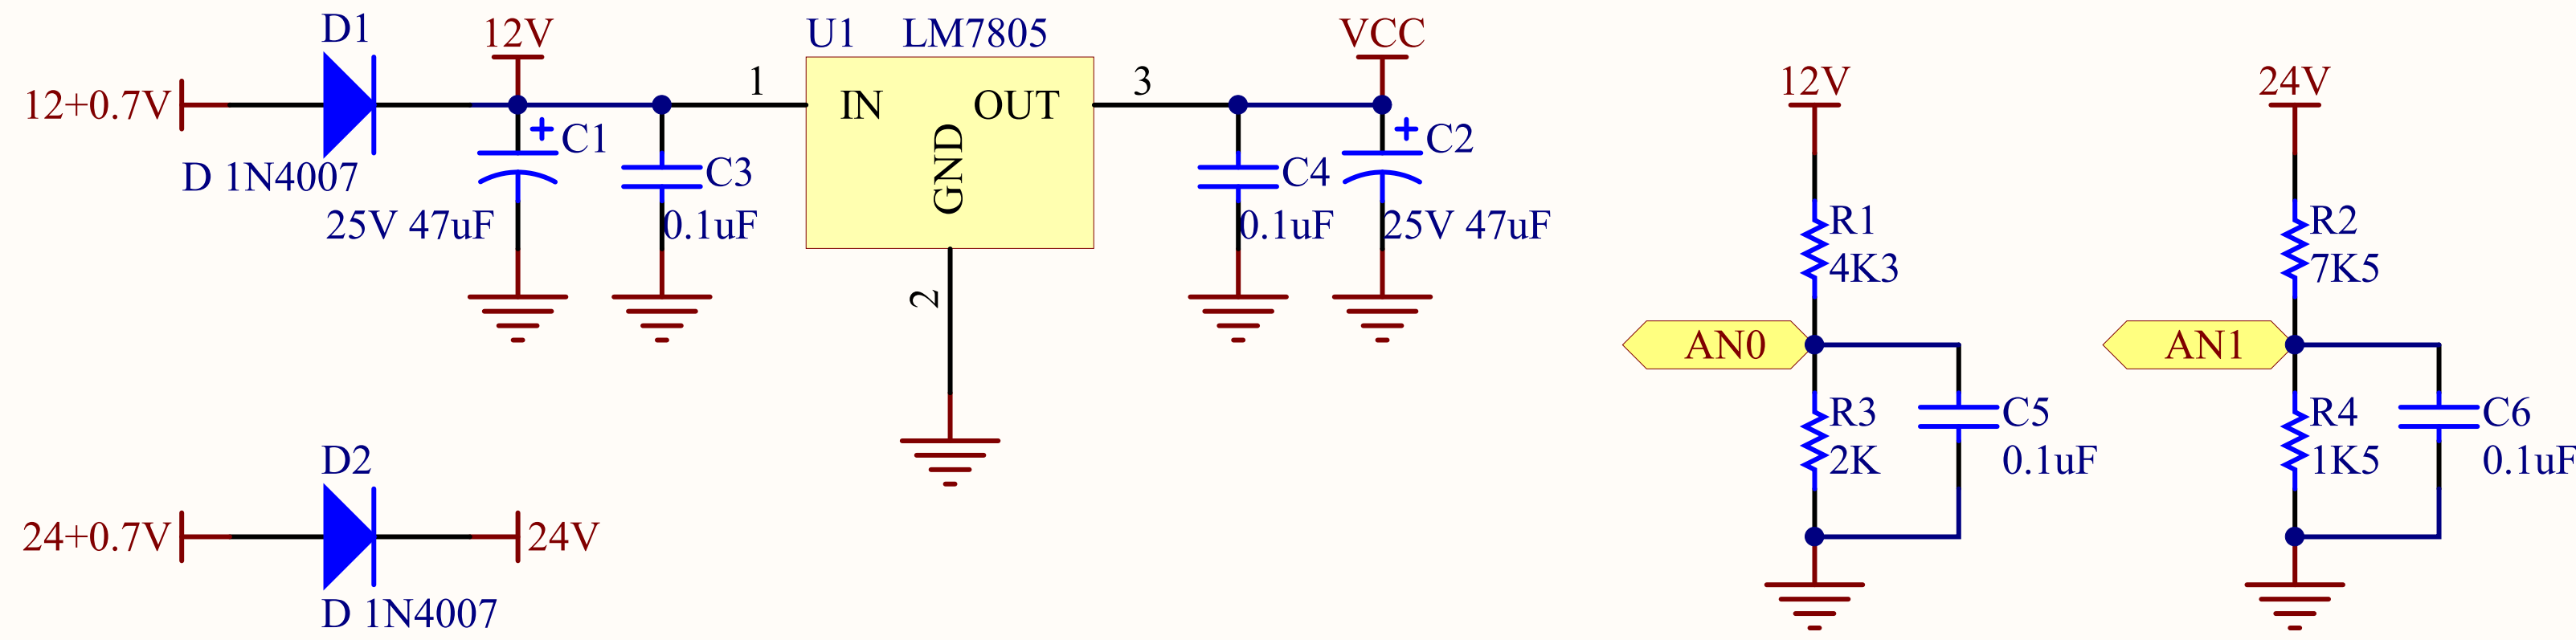 D1
12+0.7V
D 1N4007
12V
C1
25V 47uF
C3
0.1uF
U1 LM7805
1
IN
OUT
GND
2
3
VCC
C4
0.1uF
C2
25V 47uF
D2
24+0.7V
24V
D 1N4007
12V
R1
4K3
AN0
R3
2K
C5
0.1uF
24V
R2
7K5
AN1
R4
1K5
C6
0.1uF